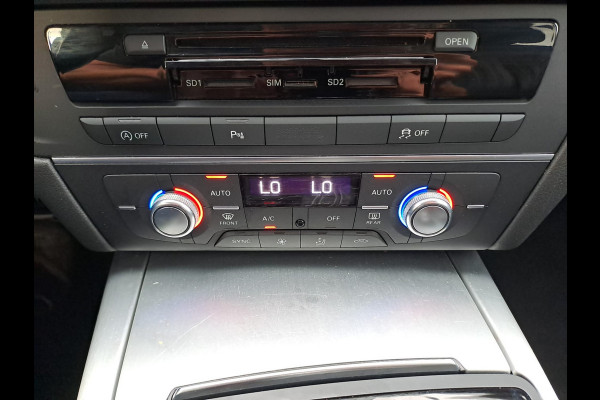 OPEN
SD1 SIM SD2
OFF P OFF
AUTO LO LO AUTO
FRONT A/C OFF REAR
SYNC